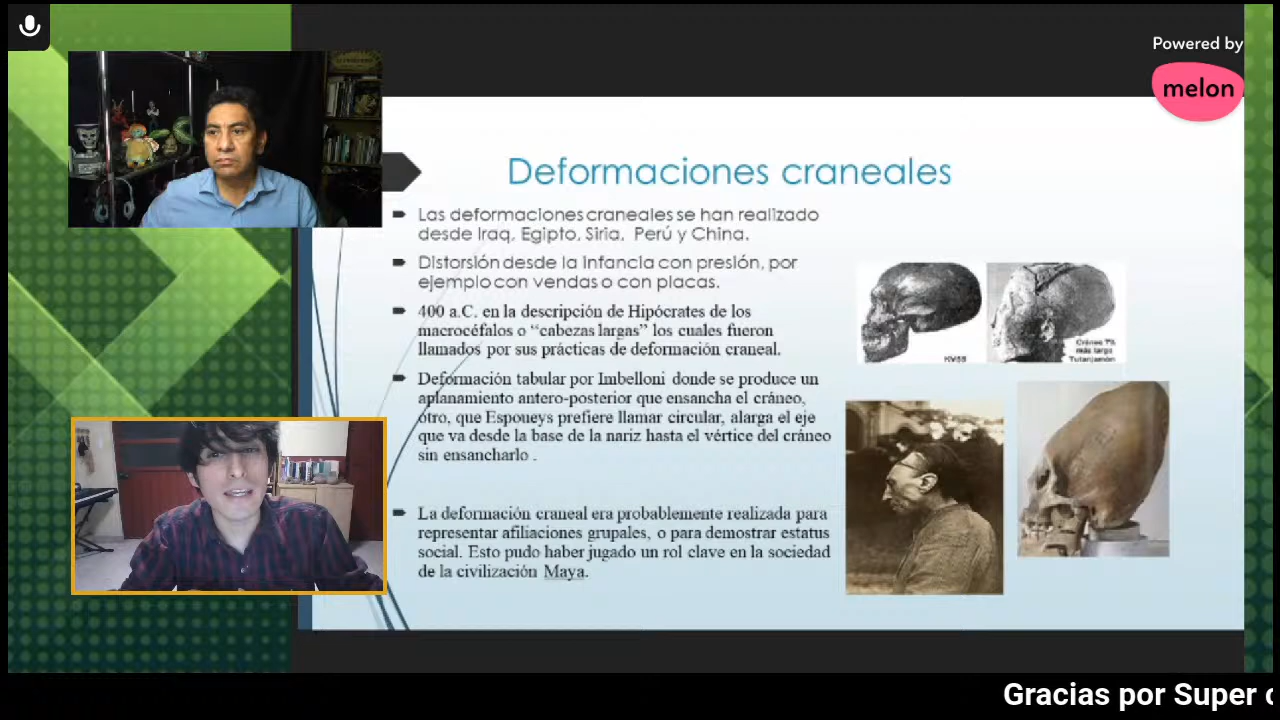 Powered by
melon
Deformaciones craneales
Las deformaciones craneales se han realizado
desde Iraq, Egipto, Siria, Perú y China.
Distorsión desde la infancia con presión, por
ejemplo con vendas o con placas.
400 a.C. en la descripción de Hipócrates de los
macrocéfalos o “cabezas largas” los cuales fueron
llamados por sus prácticas de deformación craneal.
Deformación tabular por Imbelloni donde se produce un
aplanamiento antero-posterior que ensancha el cráneo,
otro, que Espoueys prefiere llamar circular, alarga el eje
que va desde la base de la nariz hasta el vértice del cráneo
sin ensancharlo .
La deformación craneal era probablemente realizada para
representar afiliaciones grupales, o para demostrar estatus
social. Esto pudo haber jugado un rol clave en la sociedad
de la civilización Maya.
KV55
Cráneo 7%
más largo
Tutanjamón
Gracias por Super